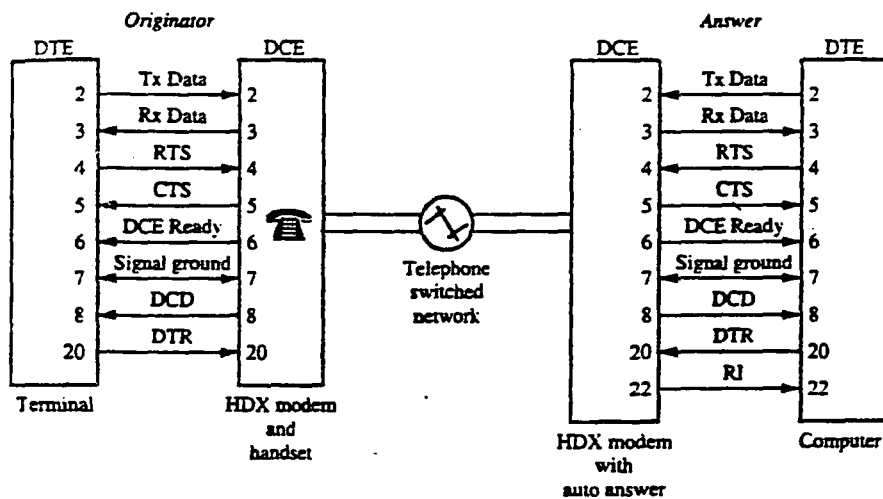 Originator
Answer
DTE
DCE
DCE
DTE
2
Tx Data
2
2
Tx Data
2
3
Rx Data
3
3
Rx Data
3
4
RTS
4
4
RTS
4
5
CTS
5
5
CTS
5
6
DCE Ready
6
6
DCE Ready
6
7
Signal ground
7
7
Signal ground
7
8
DCD
8
8
DCD
8
20
DTR
20
20
DTR
20
22
RI
22
Telephone
switched
network
Terminal
HDX modem
and
handset
HDX modem
with
auto answer
Computer